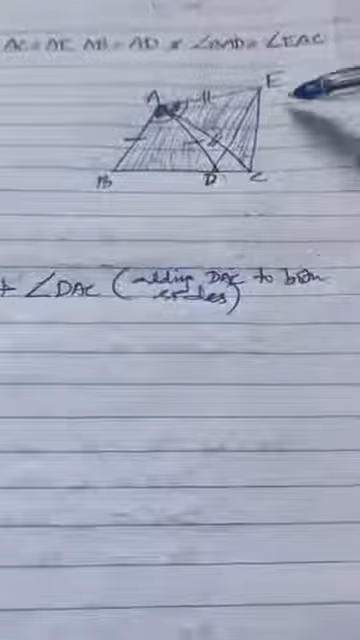 AC = AE AB = AD & ∠BAD = ∠EAC
E
A
B D C
+ ∠DAC (adding DAC to both
sides)